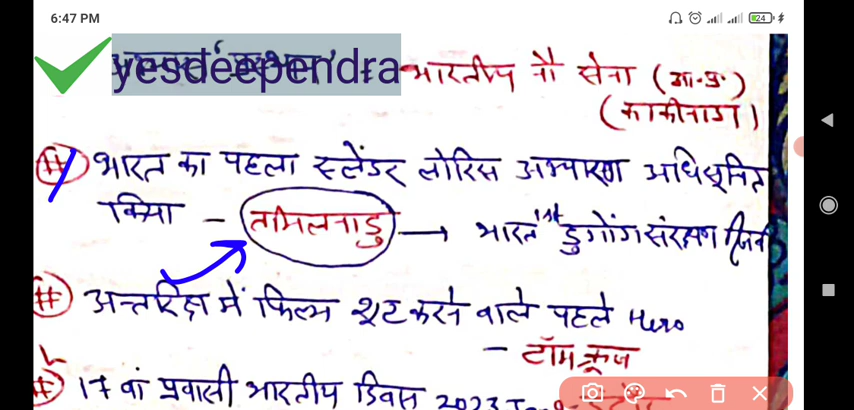 6:47 PM 24
yesdeependra भारतीय नौ सेना (आ.प्र.)
(काकीनाडा)
# भारत का पहला स्लेंडर लोरिस अभ्यारण अधिसूचित
किया - तमिलनाडु → भारत 1st डुगोंग संरक्षण रिजर्व
# अन्तरिक्ष में फिल्म शूट करने वाले पहले Hero
- टॉम क्रूज
# 17 वां प्रवासी भारतीय दिवस 2023